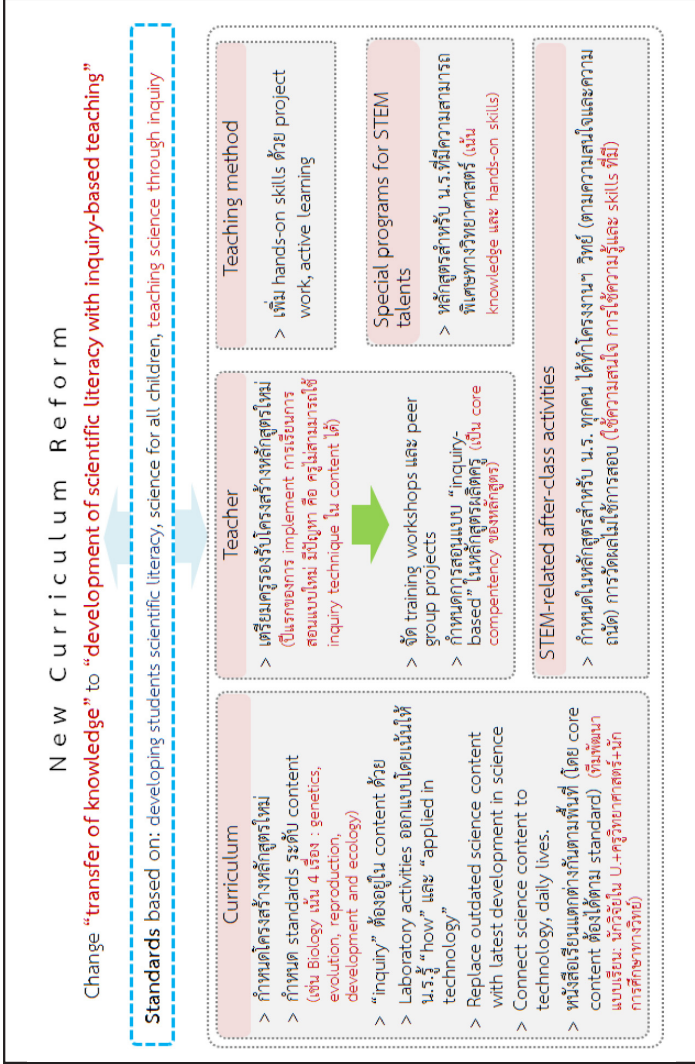 New Curriculum Reform
Change “transfer of knowledge” to “development of scientific literacy with inquiry-based teaching”
Standards based on: developing students scientific literacy, science for all children, teaching science through inquiry
Curriculum
> กำหนดโครงสร้างหลักสูตรใหม่
> กำหนด standards ระดับ content
(เช่น Biology เน้น 4 เรื่อง : genetics,
evolution, reproduction,
development and ecology)
> “inquiry” ต้องอยู่ใน content ด้วย
> Laboratory activities ออกแบบโดยเน้นให้
น.ร.รู้ “how” และ “applied in
technology”
> Replace outdated science content
with latest development in science
> Connect science content to
technology, daily lives.
> หนังสือเรียนแตกต่างกันตามพื้นที่ (โดย core
content ต้องได้ตาม standard) (ทีมพัฒนา
แบบเรียน: นักวิจัยใน U.+ครูวิทยาศาสตร์+นัก
การศึกษาทางวิทย์)
Teacher
> เตรียมครูรองรับโครงสร้างหลักสูตรใหม่
(ปีแรกของการ implement การเรียนการ
สอนแบบใหม่ มีปัญหา คือ ครูไม่สามมารถใช้
inquiry technique ใน content ได้)
> จัด training workshops และ peer
group projects
> กำหนดการสอนแบบ “inquiry-
based” ในหลักสูตรผลิตครู (เป็น core
compentency ของหลักสูตร)
Teaching method
> เพิ่ม hands-on skills ด้วย project
work, active learning
Special programs for STEM
talents
> หลักสูตรสำหรับ น.ร.ที่มีความสามารถ
พิเศษทางวิทยาศาสตร์ (เน้น
knowledge และ hands-on skills)
STEM-related after-class activities
> กำหนดในหลักสูตรสำหรับ น.ร. ทุกคน ได้ทำโครงงานฯ วิทย์ (ตามความสนใจและความ
ถนัด) การวัดผลไม่ใช้การสอบ (ใช้ความสนใจ การใช้ความรู้และ skills ที่มี)